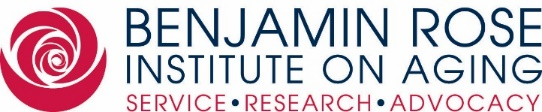 BENJAMIN ROSE
INSTITUTE ON AGING
SERVICE • RESEARCH • ADVOCACY